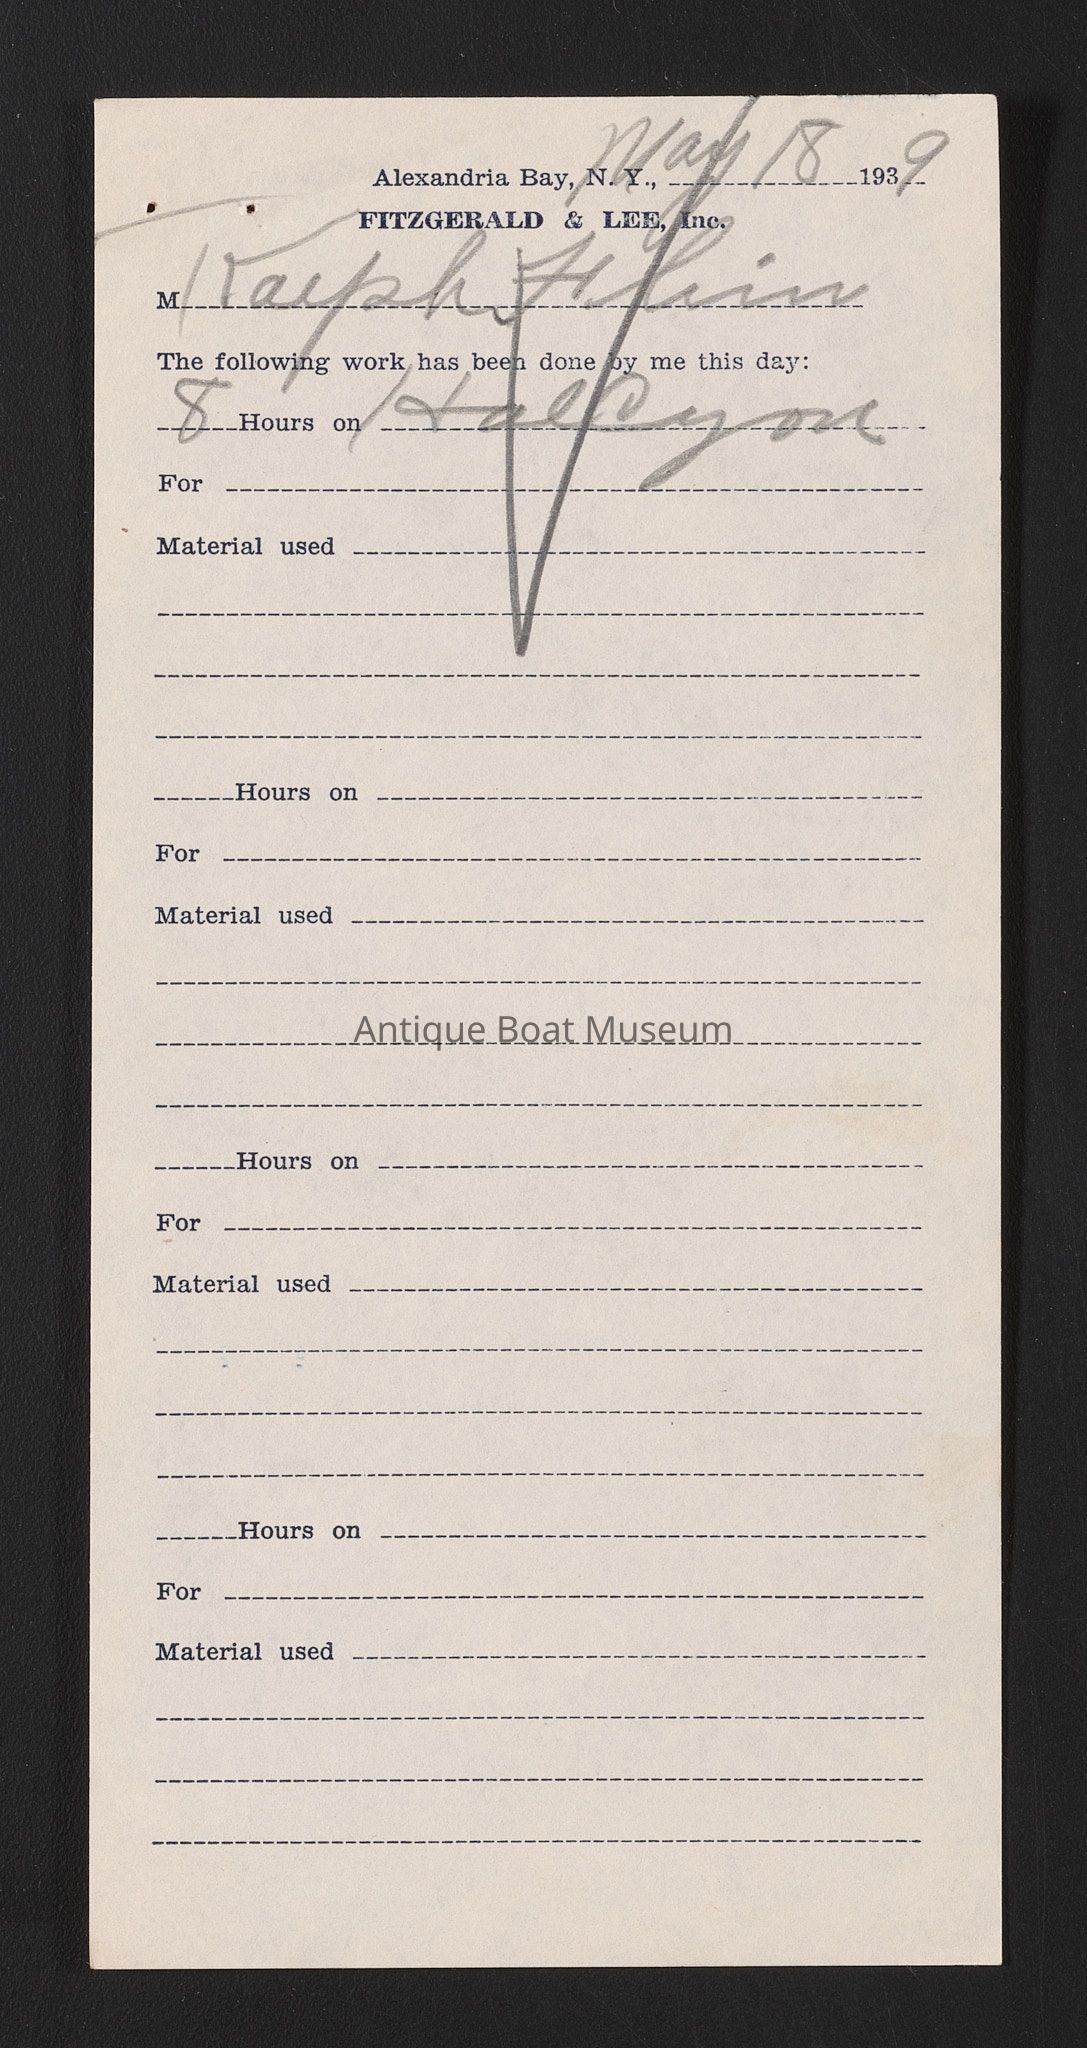 Alexandria Bay, N. Y., May 18 1939
FITZGERALD & LEE, Inc.
M Ralph
The following work has been done by me this day:
8 Hours on Halcyon
For
Material used
Hours on
For
Material used
Antique Boat Museum
Hours on
For
Material used
Hours on
For
Material used